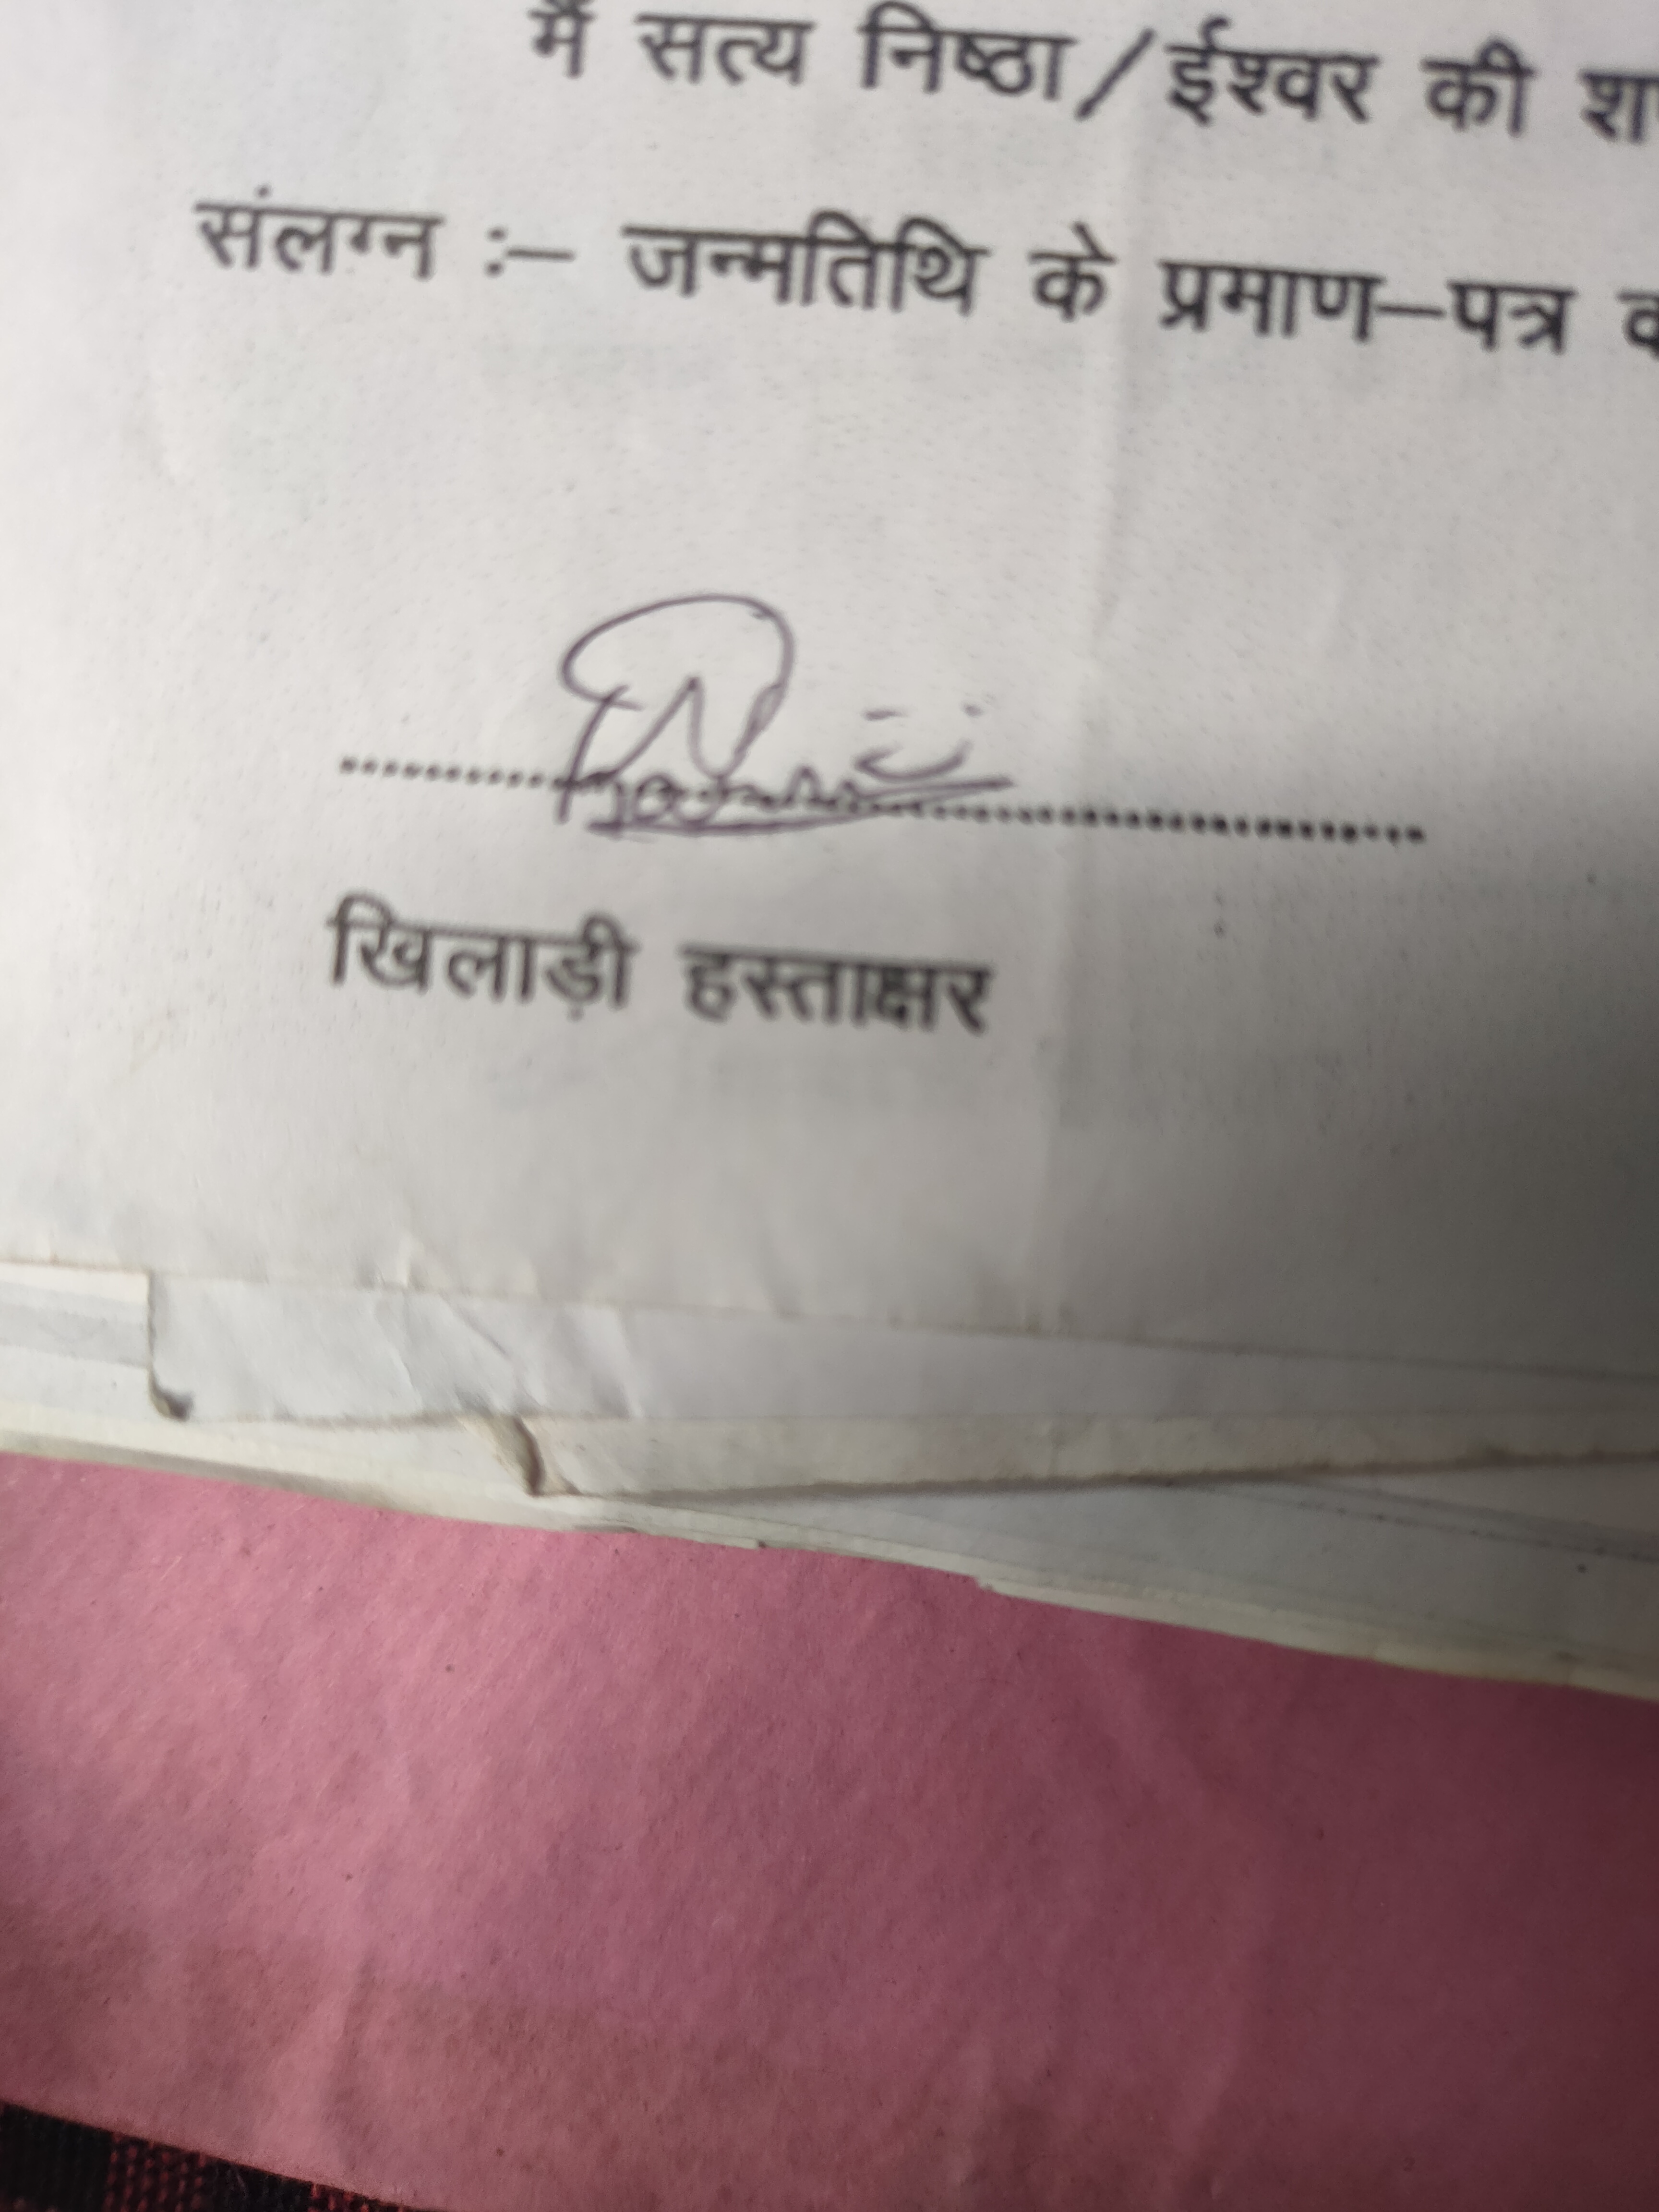 मैं सत्य निष्ठा/ईश्वर की
संलग्न :– जन्मतिथि के प्रमाण–पत्र
खिलाड़ी हस्ताक्षर